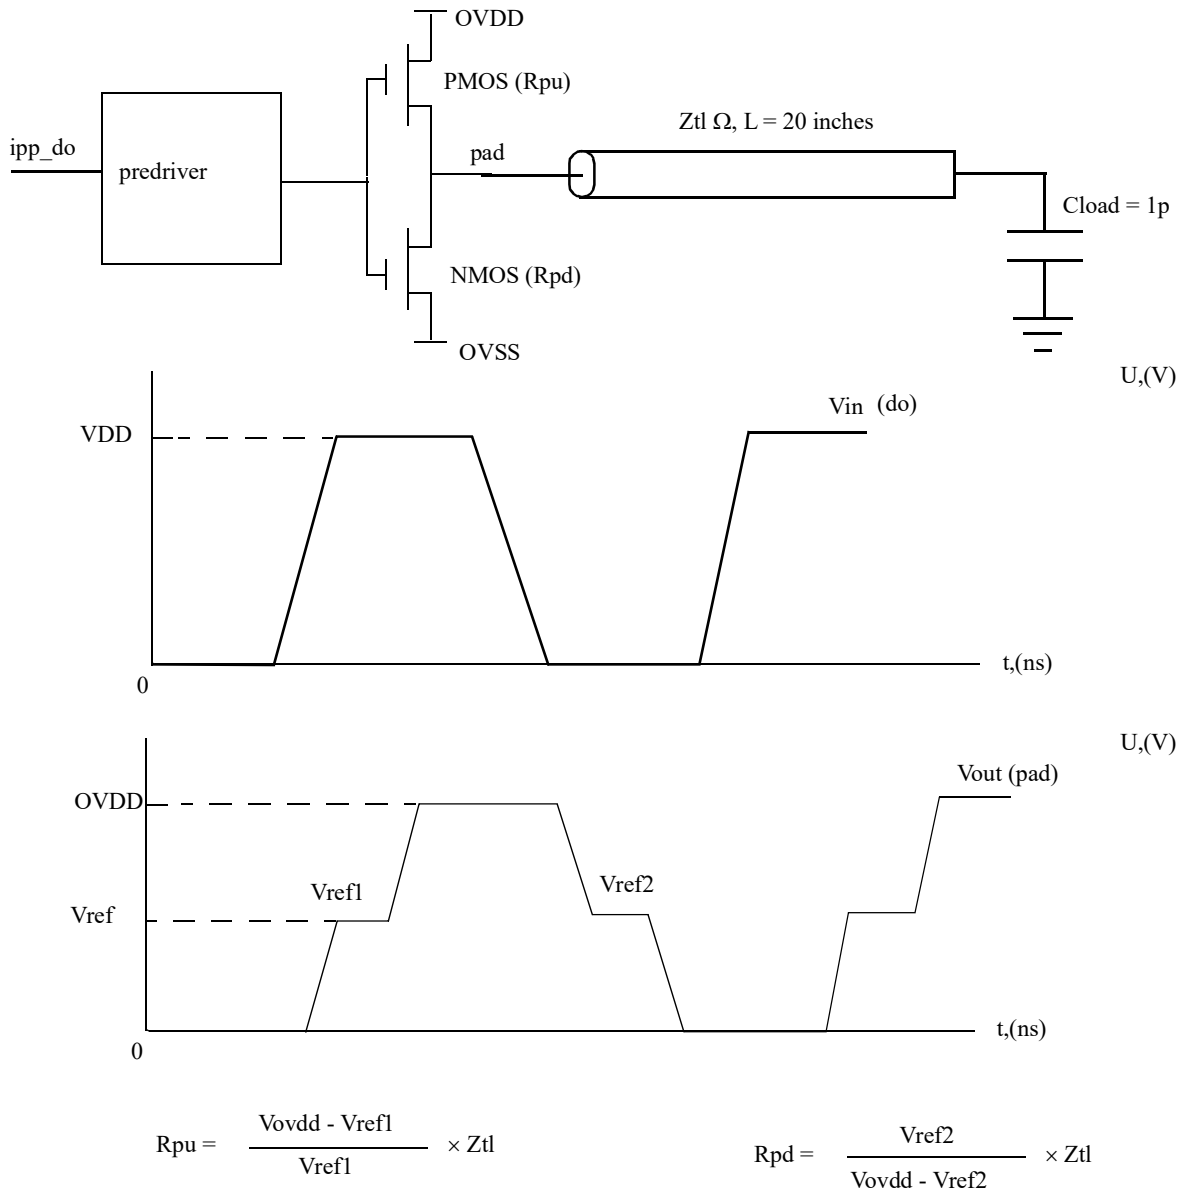 OVDD
PMOS (Rpu)
Ztl Ω, L = 20 inches
ipp_do
pad
predriver
Cload = 1p
NMOS (Rpd)
OVSS
U,(V)
Vin (do)
VDD
t,(ns)
0
U,(V)
Vout (pad)
OVDD
Vref1
Vref2
Vref
t,(ns)
0
Rpu = Vovdd - Vref1 × Ztl
Vref1
Rpd = Vref2 × Ztl
Vovdd - Vref2